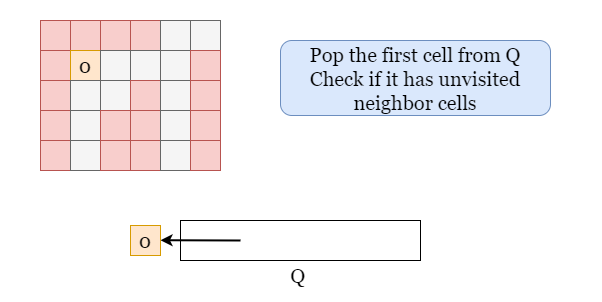 o
Pop the first cell from Q
Check if it has unvisited
neighbor cells
o
Q